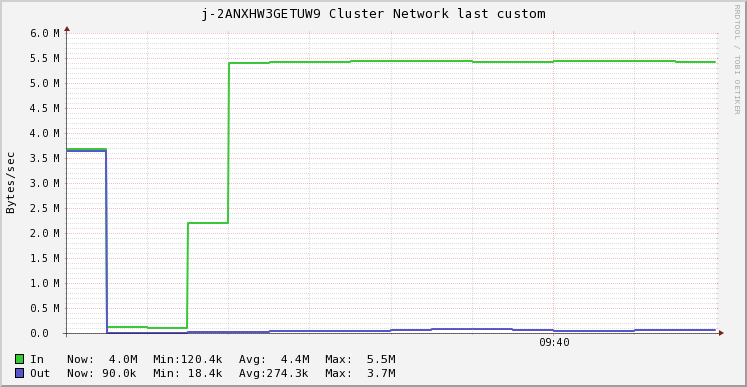 j-2ANXHW3GETUW9 Cluster Network last custom
RRDTOOL / TOBI OETIKER
Bytes/sec
6.0 M
5.5 M
5.0 M
4.5 M
4.0 M
3.5 M
3.0 M
2.5 M
2.0 M
1.5 M
1.0 M
0.5 M
0.0
09:40
In Now: 4.0M Min:120.4k Avg: 4.4M Max: 5.5M
Out Now: 90.0k Min: 18.4k Avg:274.3k Max: 3.7M